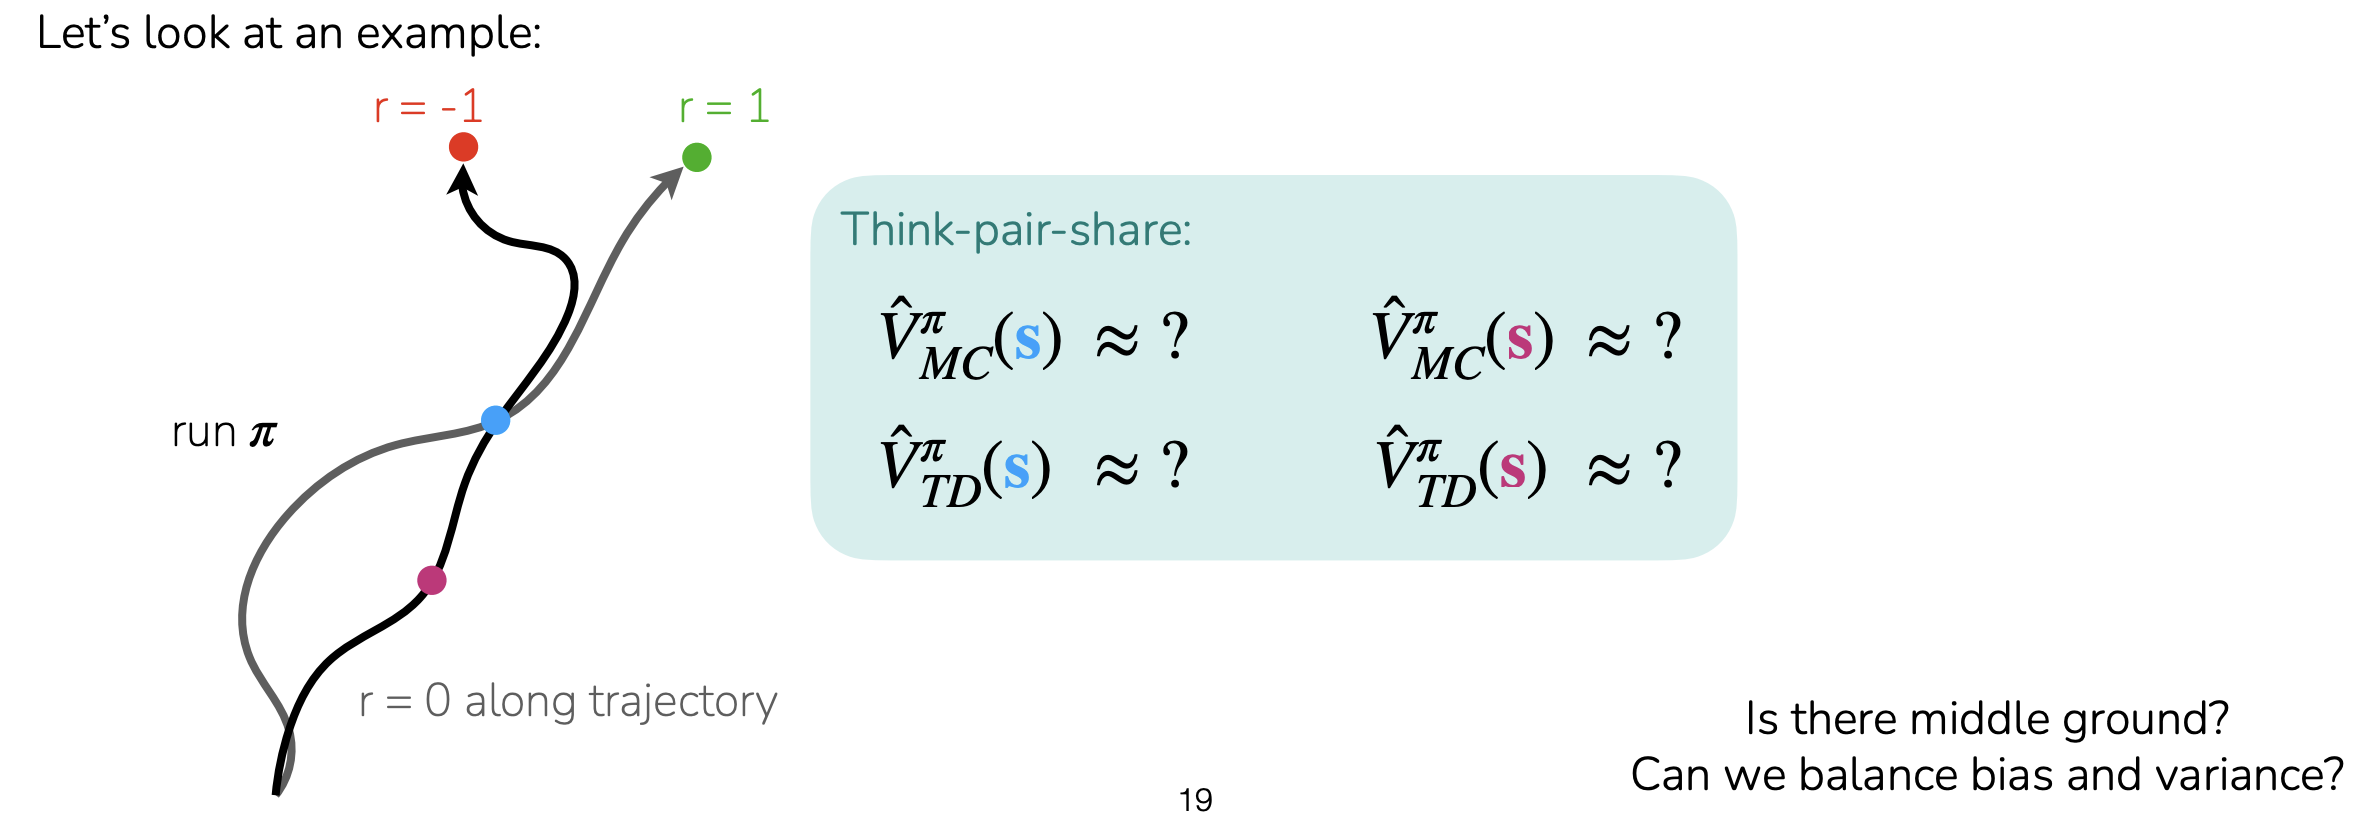 Let's look at an example:
r = -1
r = 1
Think-pair-share:
V̂^π_MC(s) ≈ ?
V̂^π_MC(s) ≈ ?
V̂^π_TD(s) ≈ ?
V̂^π_TD(s) ≈ ?
run π
r = 0 along trajectory
Is there middle ground?
Can we balance bias and variance?
19